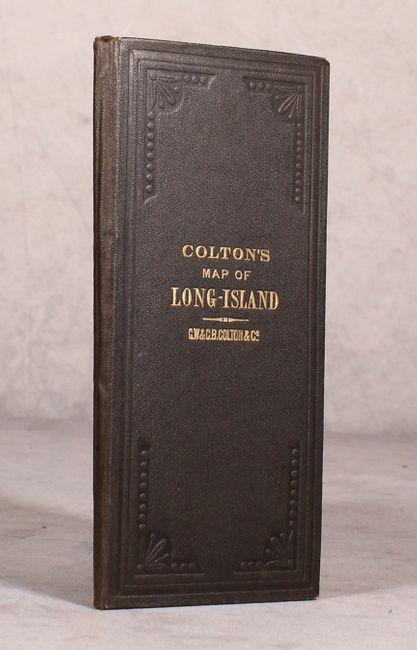 COLTON'S
MAP OF
LONG-ISLAND
G.W. & C.B. COLTON & Co